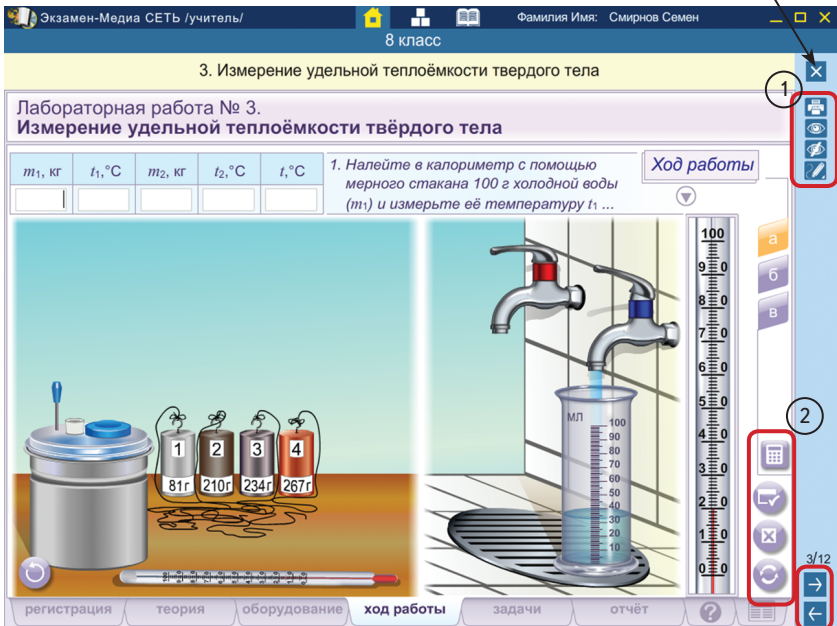 Экзамен-Медиа СЕТЬ /учитель/ Фамилия Имя: Смирнов Семен
8 класс
3. Измерение удельной теплоёмкости твердого тела
1
Лабораторная работа № 3.
Измерение удельной теплоёмкости твёрдого тела
m₁, кг t₁,°C m₂, кг t₂,°C t,°C
1. Налейте в калориметр с помощью
мерного стакана 100 г холодной воды
(m₁) и измерьте её температуру t₁ ...
Ход работы
100
90
80
70
60
50
40
30
20
10
0 0
а
б
в
2
МЛ
100
90
80
70
60
50
40
30
20
10
1 2 3 4
81г 210г 234г 267г
3/12
регистрация теория оборудование ход работы задачи отчёт ?